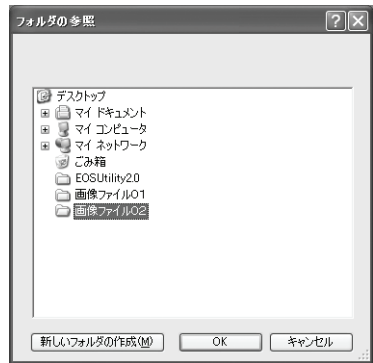 フォルダの参照
デスクトップ
マイ ドキュメント
マイ コンピュータ
マイ ネットワーク
ごみ箱
EOSUtility2.0
画像ファイル01
画像ファイル02
新しいフォルダの作成(M) OK キャンセル